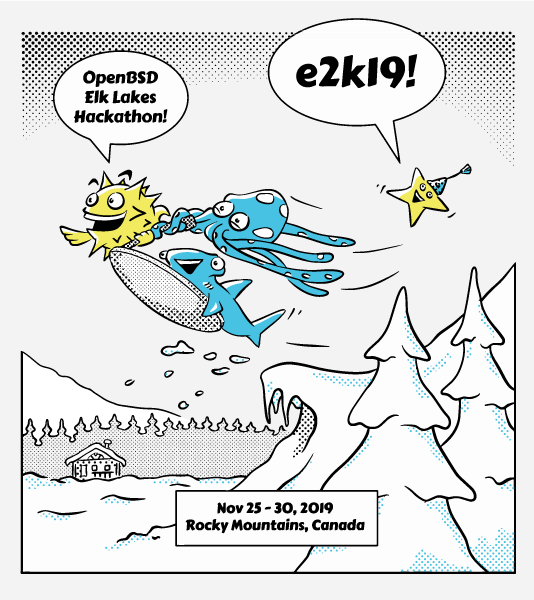 OpenBSD
Elk Lakes
Hackathon!
e2k19!
Nov 25 - 30, 2019
Rocky Mountains, Canada